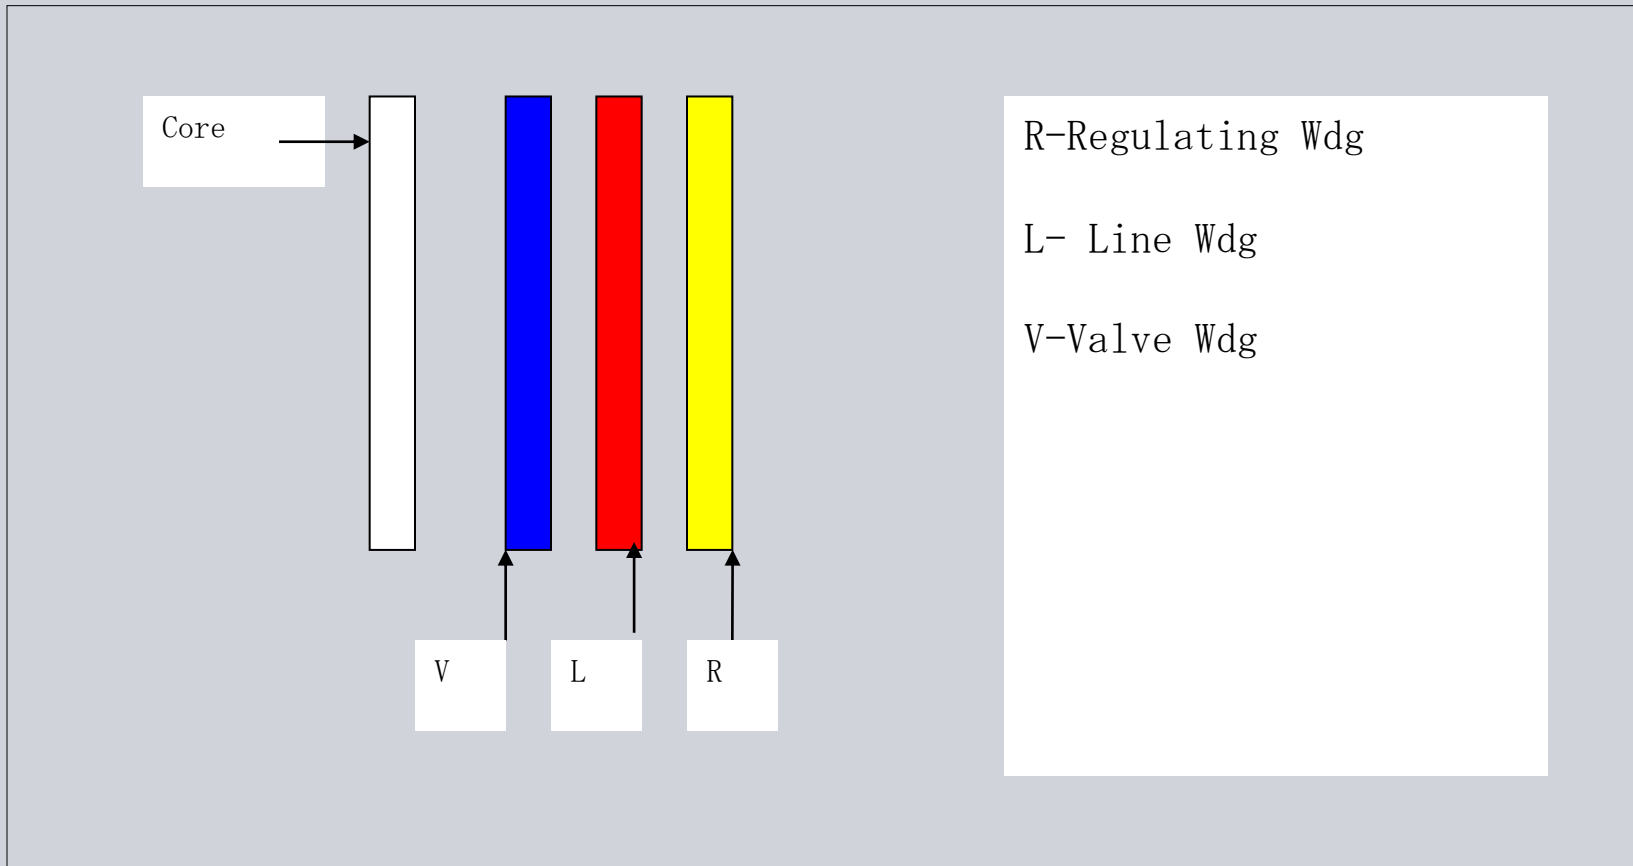 Core
R-Regulating Wdg
L- Line Wdg
V-Valve Wdg
V
L
R